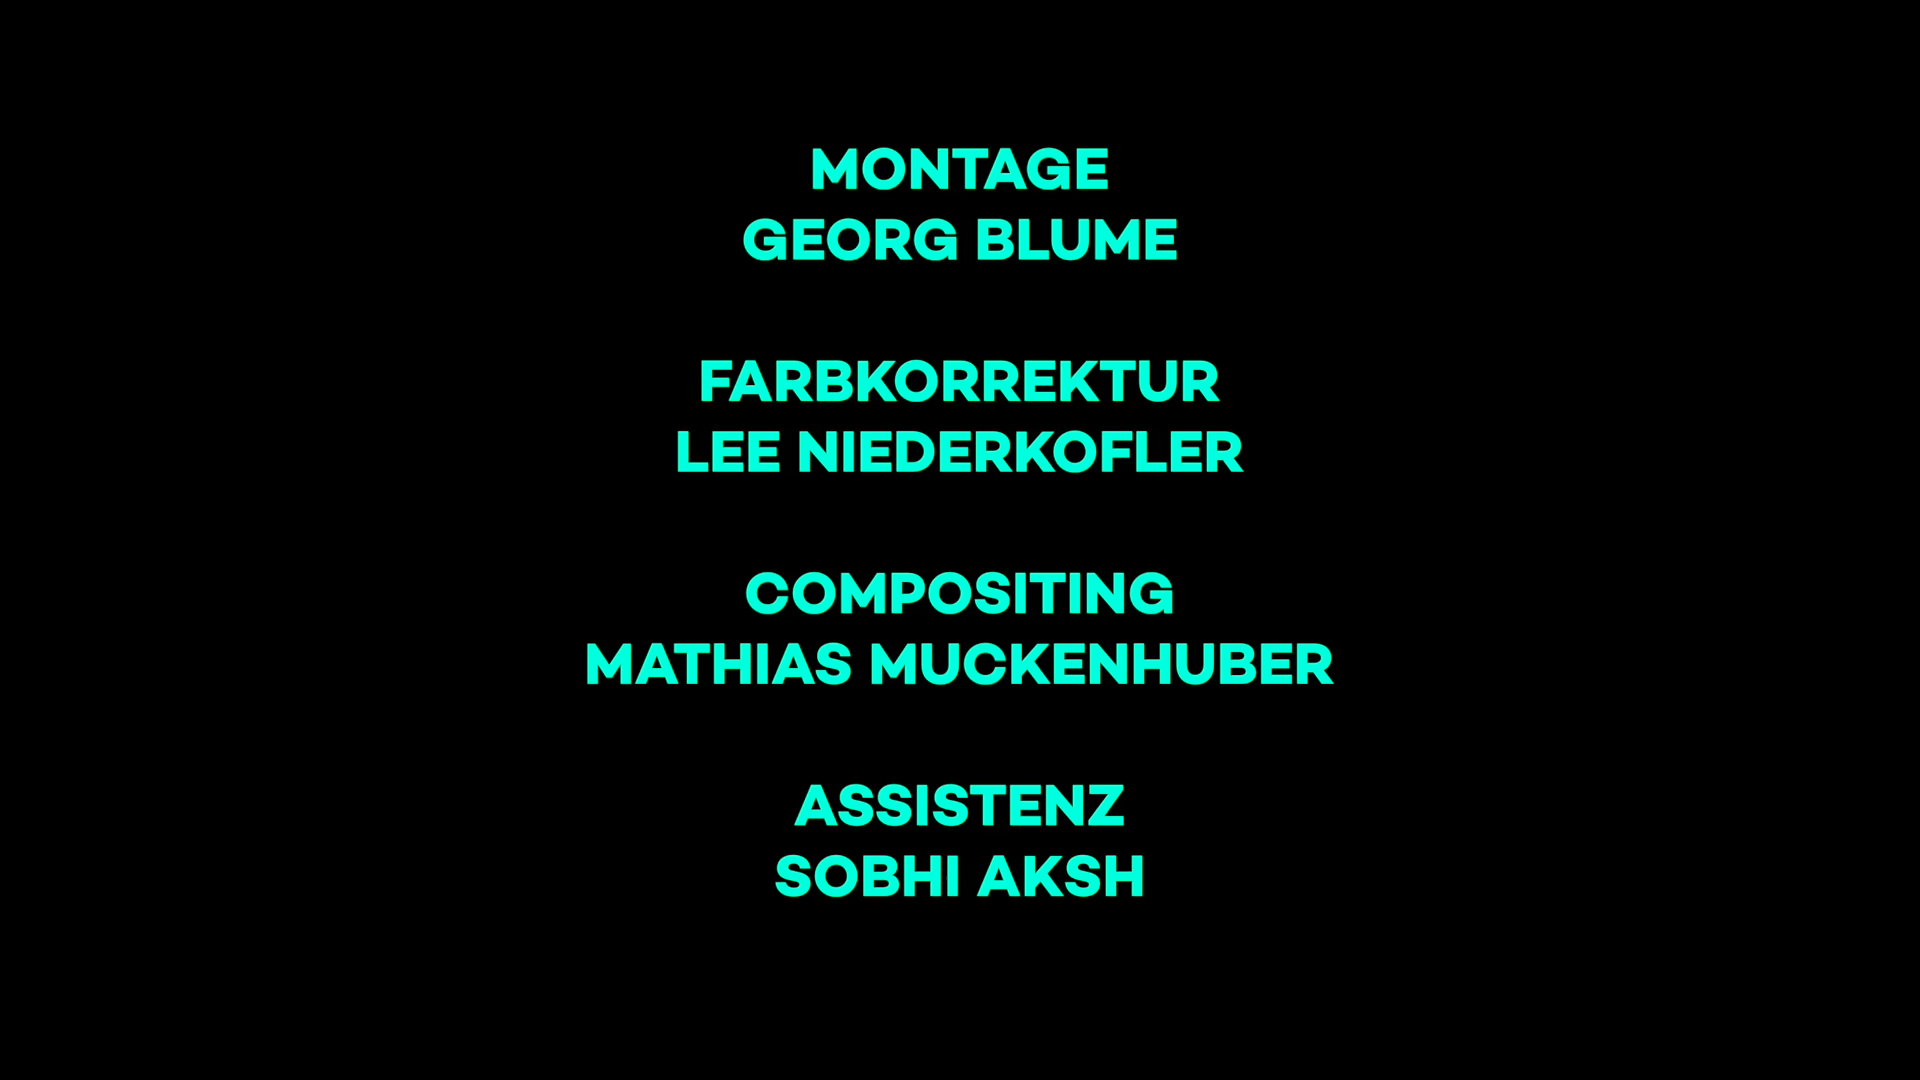 MONTAGE
GEORG BLUME
FARBKORREKTUR
LEE NIEDERKOFLER
COMPOSITING
MATHIAS MUCKENHUBER
ASSISTENZ
SOBHI AKSH